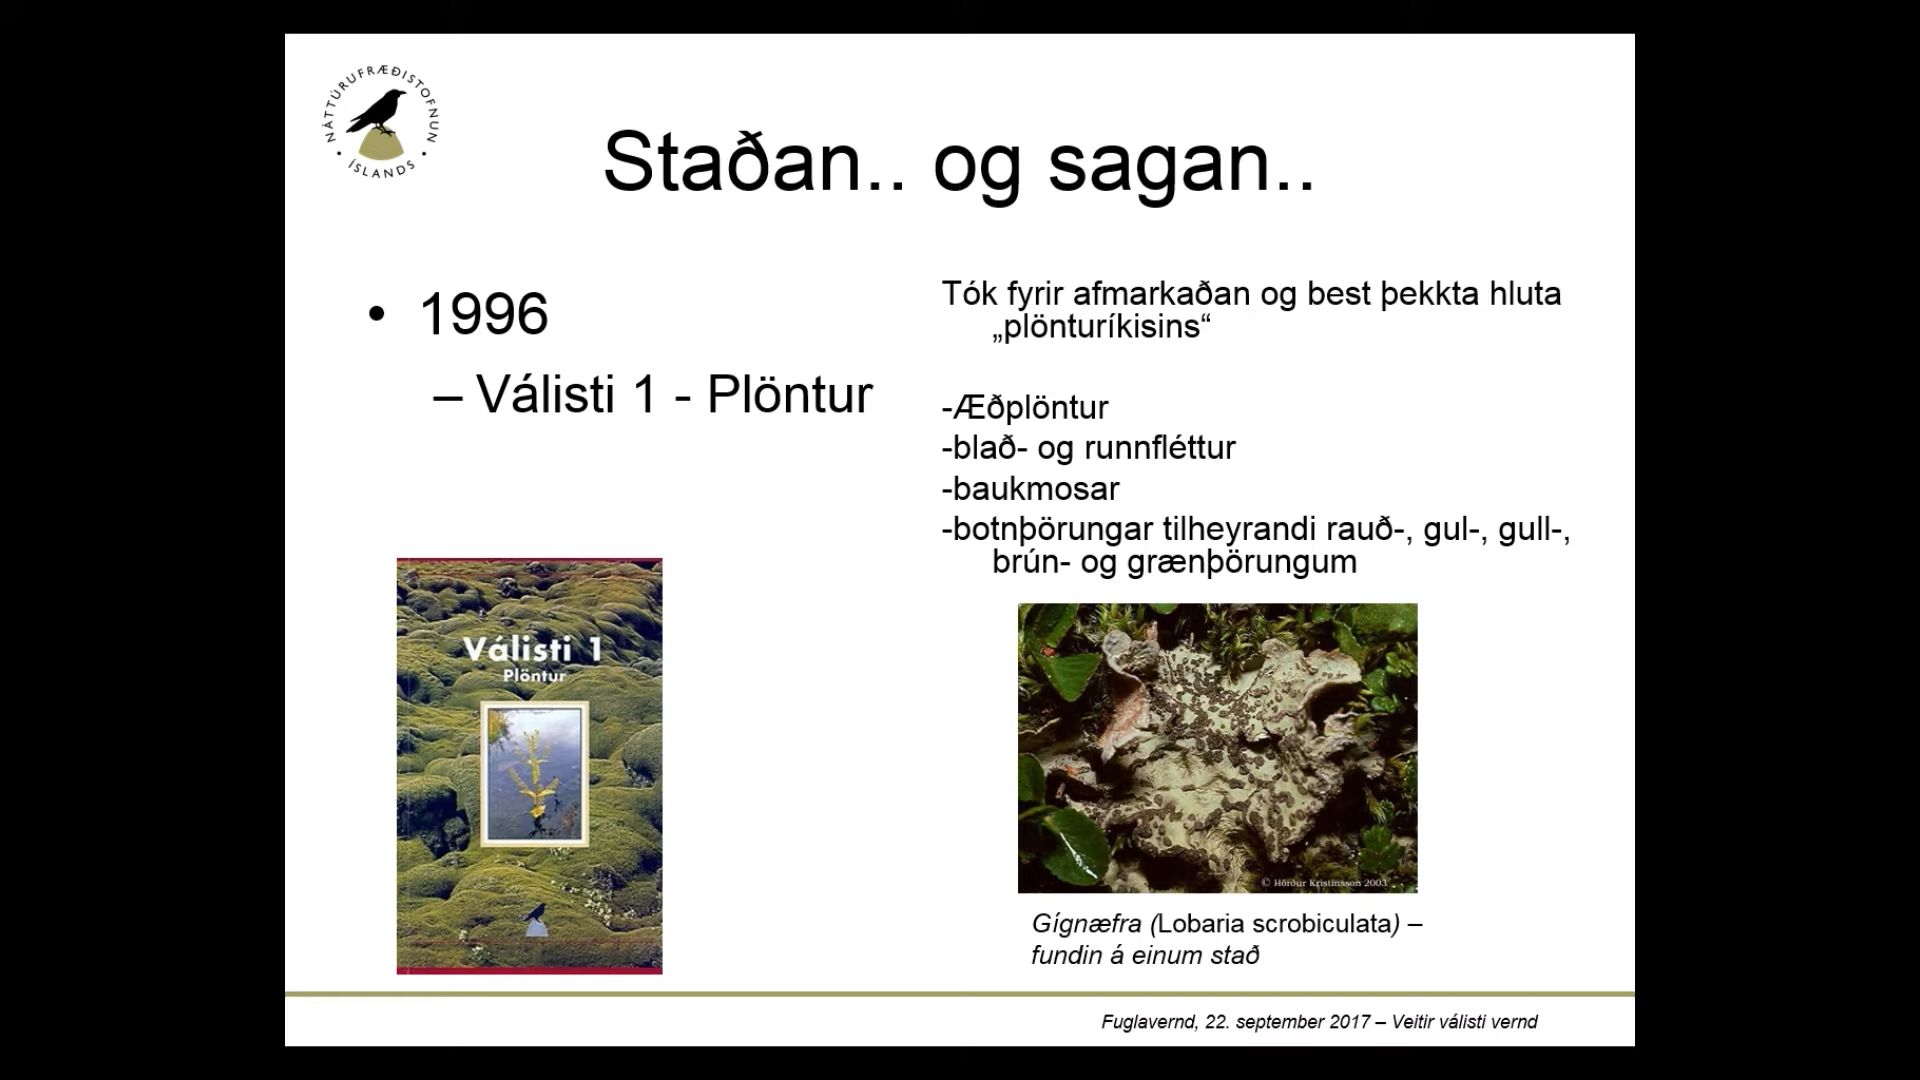 NÁTTÚRUFRÆÐISTOFNUN
• ÍSLANDS •
Staðan.. og sagan..
• 1996
– Válisti 1 - Plöntur
Tók fyrir afmarkaðan og best þekkta hluta
„plönturíkisins“
-Æðplöntur
-blað- og runnfléttur
-baukmosar
-botnþörungar tilheyrandi rauð-, gul-, gull-,
brún- og grænþörungum
Válisti 1
Plöntur
© Hörður Kristinsson 2003
Gígnæfra (Lobaria scrobiculata) –
fundin á einum stað
Fuglavernd, 22. september 2017 – Veitir válisti vernd